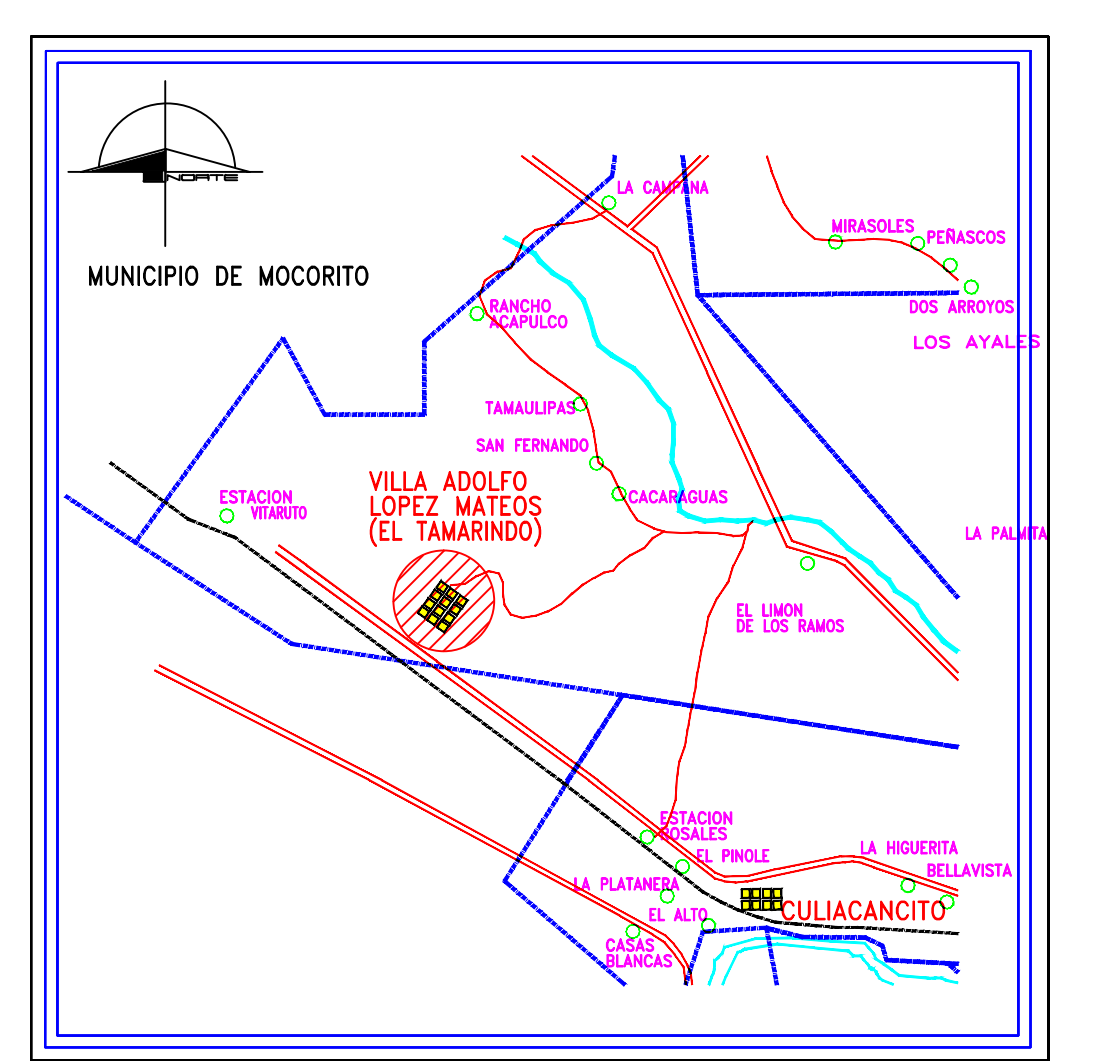 NORTE
MUNICIPIO DE MOCORITO
LA CAMPANA
MIRASOLES
PEÑASCOS
DOS ARROYOS
LOS AYALES
RANCHO
ACAPULCO
TAMAULIPAS
SAN FERNANDO
CACARAGUAS
VILLA ADOLFO
LOPEZ MATEOS
(EL TAMARINDO)
ESTACION
VITARUTO
LA PALMITA
EL LIMON
DE LOS RAMOS
ESTACION
ROSALES
EL PINOLE
LA HIGUERITA
BELLAVISTA
LA PLATANERA
EL ALTO
CULIACANCITO
CASAS
BLANCAS